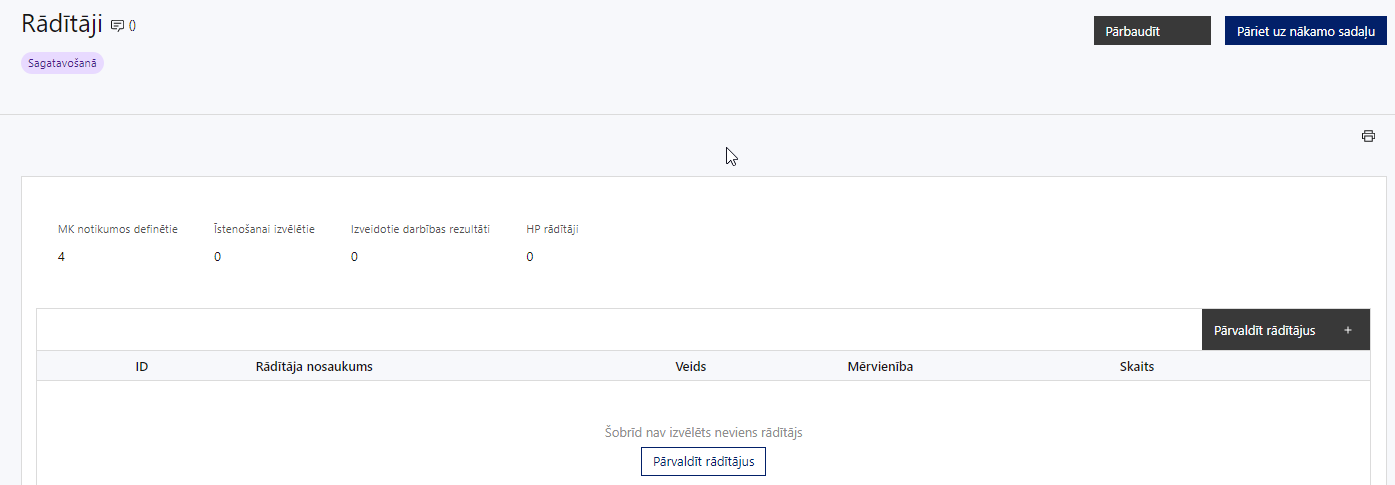 Rādītāji ()
Pārbaudīt
Pāriet uz nākamo sadaļu
Sagatavošanā
MK notikumos definētie
Īstenošanai izvēlētie
Izveidotie darbības rezultāti
HP rādītāji
4
0
0
0
Pārvaldīt rādītājus +
ID
Rādītāja nosaukums
Veids
Mērvienība
Skaits
Šobrīd nav izvēlēts neviens rādītājs
Pārvaldīt rādītājus